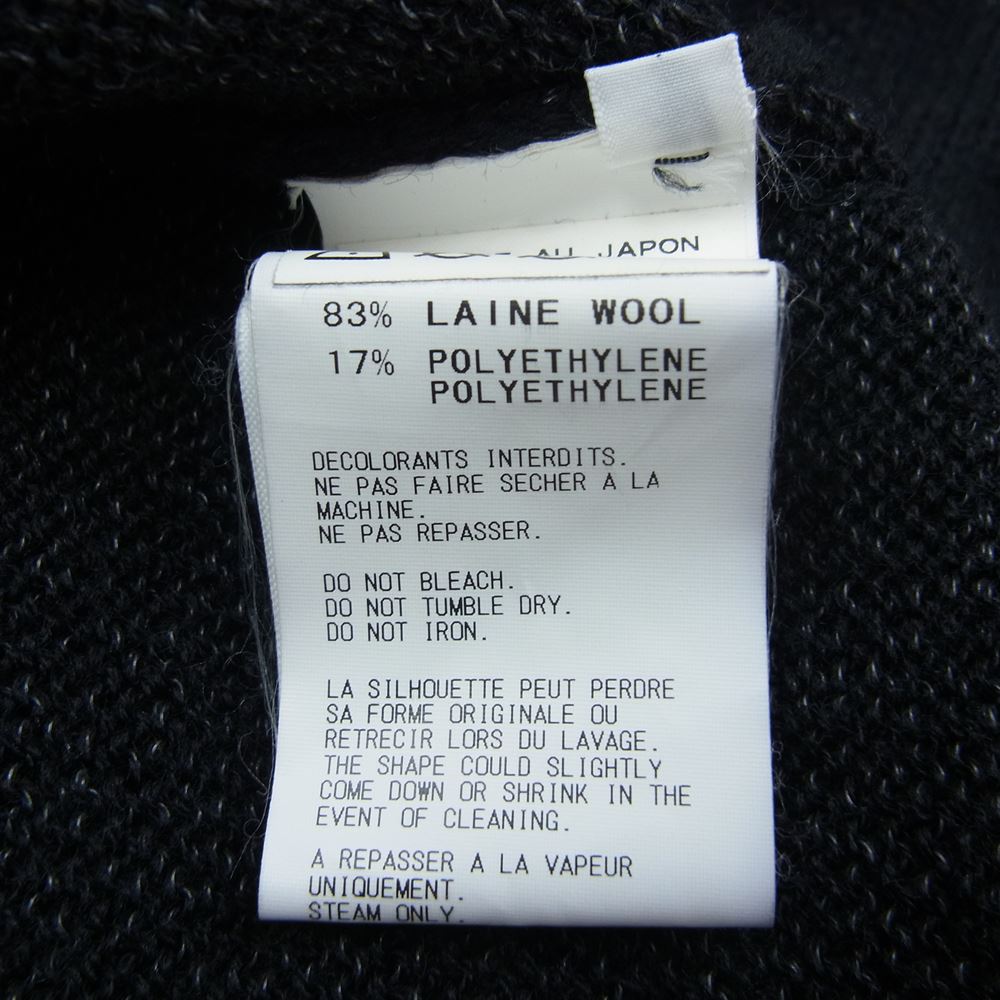 AU JAPON
83% LAINE WOOL
17% POLYETHYLENE
POLYETHYLENE
DECOLORANTS INTERDITS.
NE PAS FAIRE SECHER A LA
MACHINE.
NE PAS REPASSER.
DO NOT BLEACH.
DO NOT TUMBLE DRY.
DO NOT IRON.
LA SILHOUETTE PEUT PERDRE
SA FORME ORIGINALE OU
RETRECIR LORS DU LAVAGE.
THE SHAPE COULD SLIGHTLY
COME DOWN OR SHRINK IN THE
EVENT OF CLEANING.
A REPASSER A LA VAPEUR
UNIQUEMENT.
STEAM ONLY.